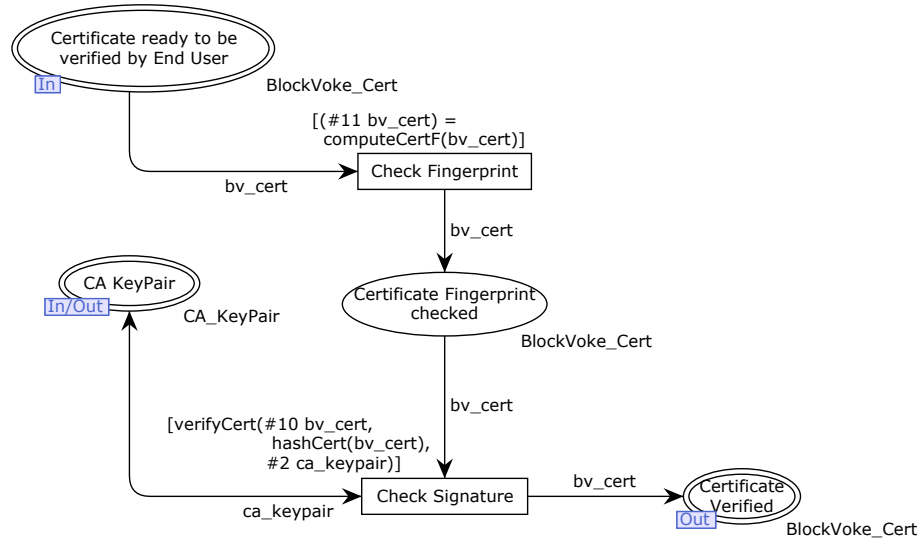 Certificate ready to be
verified by End User
In
BlockVoke_Cert
[(#11 bv_cert) =
computeCertF(bv_cert)]
Check Fingerprint
bv_cert
bv_cert
CA KeyPair
In/Out
CA_KeyPair
Certificate Fingerprint
checked
BlockVoke_Cert
bv_cert
[verifyCert(#10 bv_cert,
hashCert(bv_cert),
#2 ca_keypair)]
Check Signature
ca_keypair
bv_cert
Certificate
Verified
Out
BlockVoke_Cert